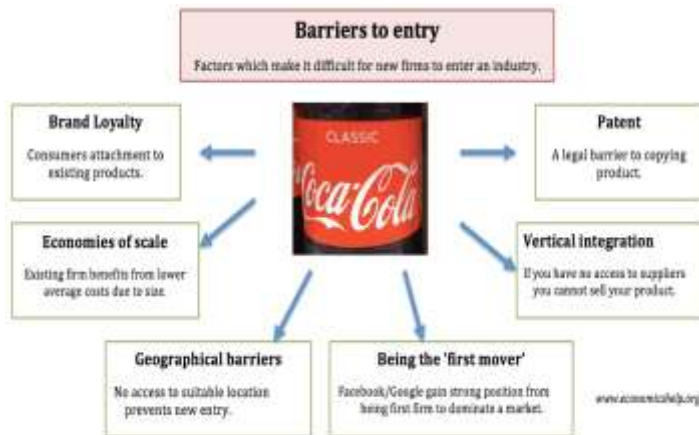 Barriers to entry
Factors which make it difficult for new firms to enter an industry.
Brand Loyalty
Consumers attachment to
existing products.
CLASSIC
Coca-Cola
Patent
A legal barrier to copying
product.
Economies of scale
Existing firm benefits from lower
average costs due to size.
Vertical integration
If you have no access to suppliers
you cannot sell your product.
Geographical barriers
No access to suitable location
prevents new entry.
Being the 'first mover'
Facebook/Google gain strong position from
being first firm to dominate a market.
www.economicshelp.org